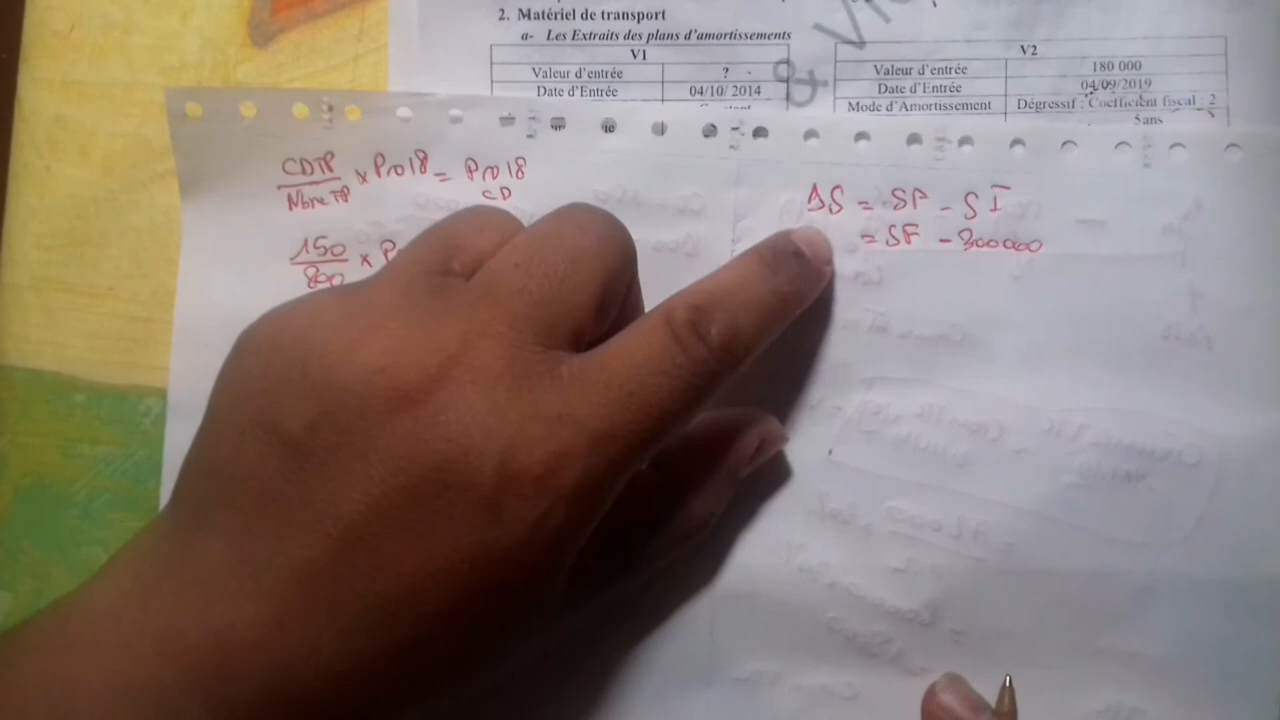 2. Matériel de transport
a- Les Extraits des plans d'amortissements
V1
Valeur d'entrée ?
Date d'Entrée 04/10/ 2014
V2
Valeur d'entrée 180 000
Date d'Entrée 04/09/2019
Mode d'Amortissement Dégressif : Coefficient fiscal : 2
5ans
CDTP / Nbre TP × Pro18 = Pro18
CD
150 / 800 × P
ΔS = SF - SI
= SF - 300000